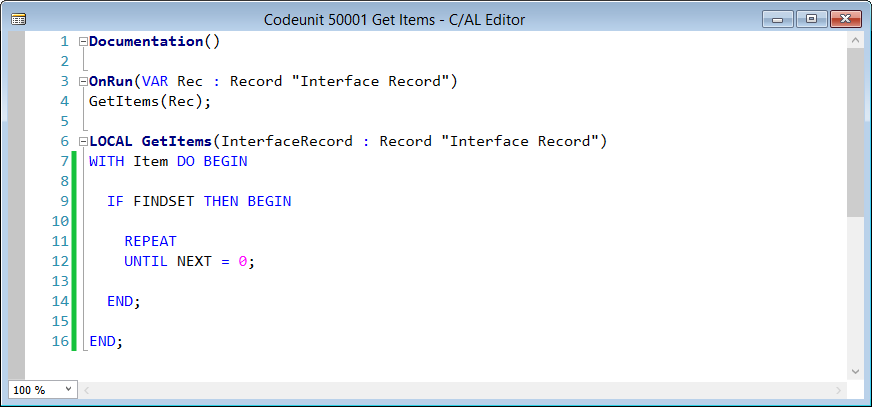 Codeunit 50001 Get Items - C/AL Editor
1 Documentation()
2
3 OnRun(VAR Rec : Record "Interface Record")
4 GetItems(Rec);
5
6 LOCAL GetItems(InterfaceRecord : Record "Interface Record")
7 WITH Item DO BEGIN
8
9   IF FINDSET THEN BEGIN
10
11     REPEAT
12     UNTIL NEXT = 0;
13
14   END;
15
16 END;
100 %